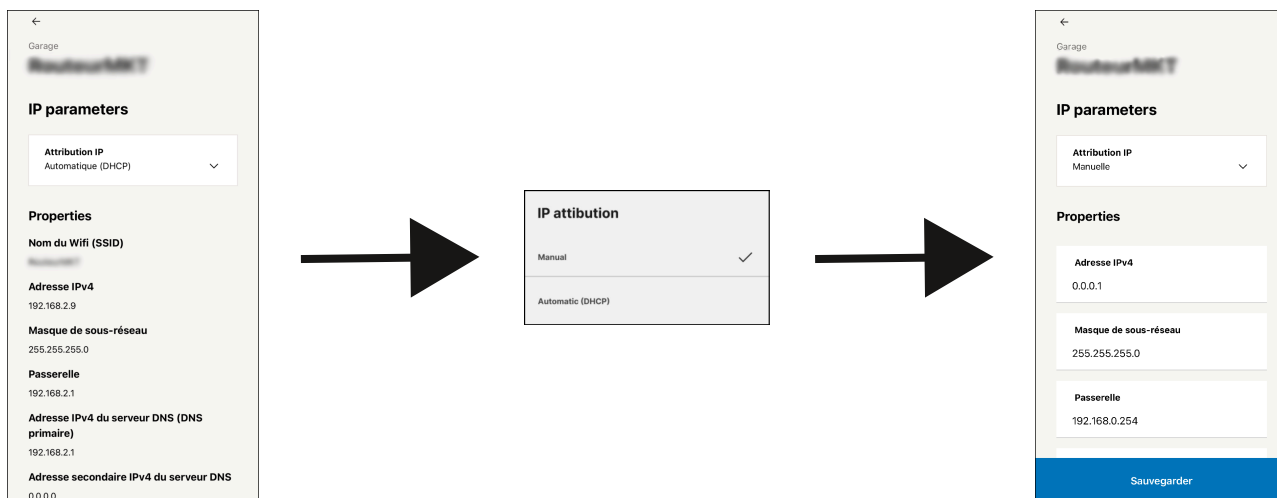 Garage
IP parameters
Attribution IP
Automatique (DHCP)
Properties
Nom du Wifi (SSID)
Adresse IPv4
192.168.2.9
Masque de sous-réseau
255.255.255.0
Passerelle
192.168.2.1
Adresse IPv4 du serveur DNS (DNS
primaire)
192.168.2.1
Adresse secondaire IPv4 du serveur DNS
0.0.0.0
IP attibution
Manual
Automatic (DHCP)
Garage
IP parameters
Attribution IP
Manuelle
Properties
Adresse IPv4
0.0.0.1
Masque de sous-réseau
255.255.255.0
Passerelle
192.168.0.254
Sauvegarder